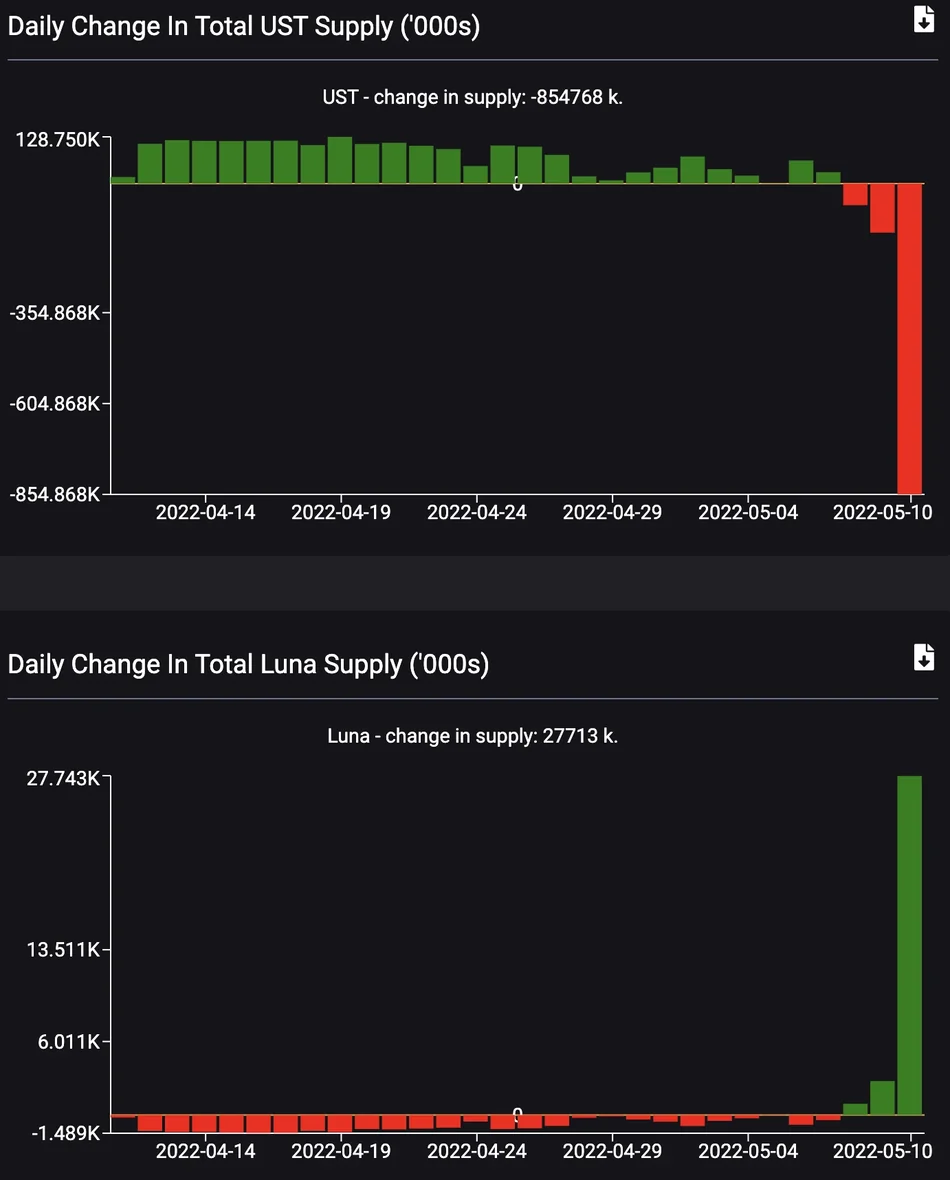 Daily Change In Total UST Supply ('000s)
UST - change in supply: -854768 k.
128.750K
0
-354.868K
-604.868K
-854.868K
2022-04-14 2022-04-19 2022-04-24 2022-04-29 2022-05-04 2022-05-10
Daily Change In Total Luna Supply ('000s)
Luna - change in supply: 27713 k.
27.743K
13.511K
6.011K
0
-1.489K
2022-04-14 2022-04-19 2022-04-24 2022-04-29 2022-05-04 2022-05-10